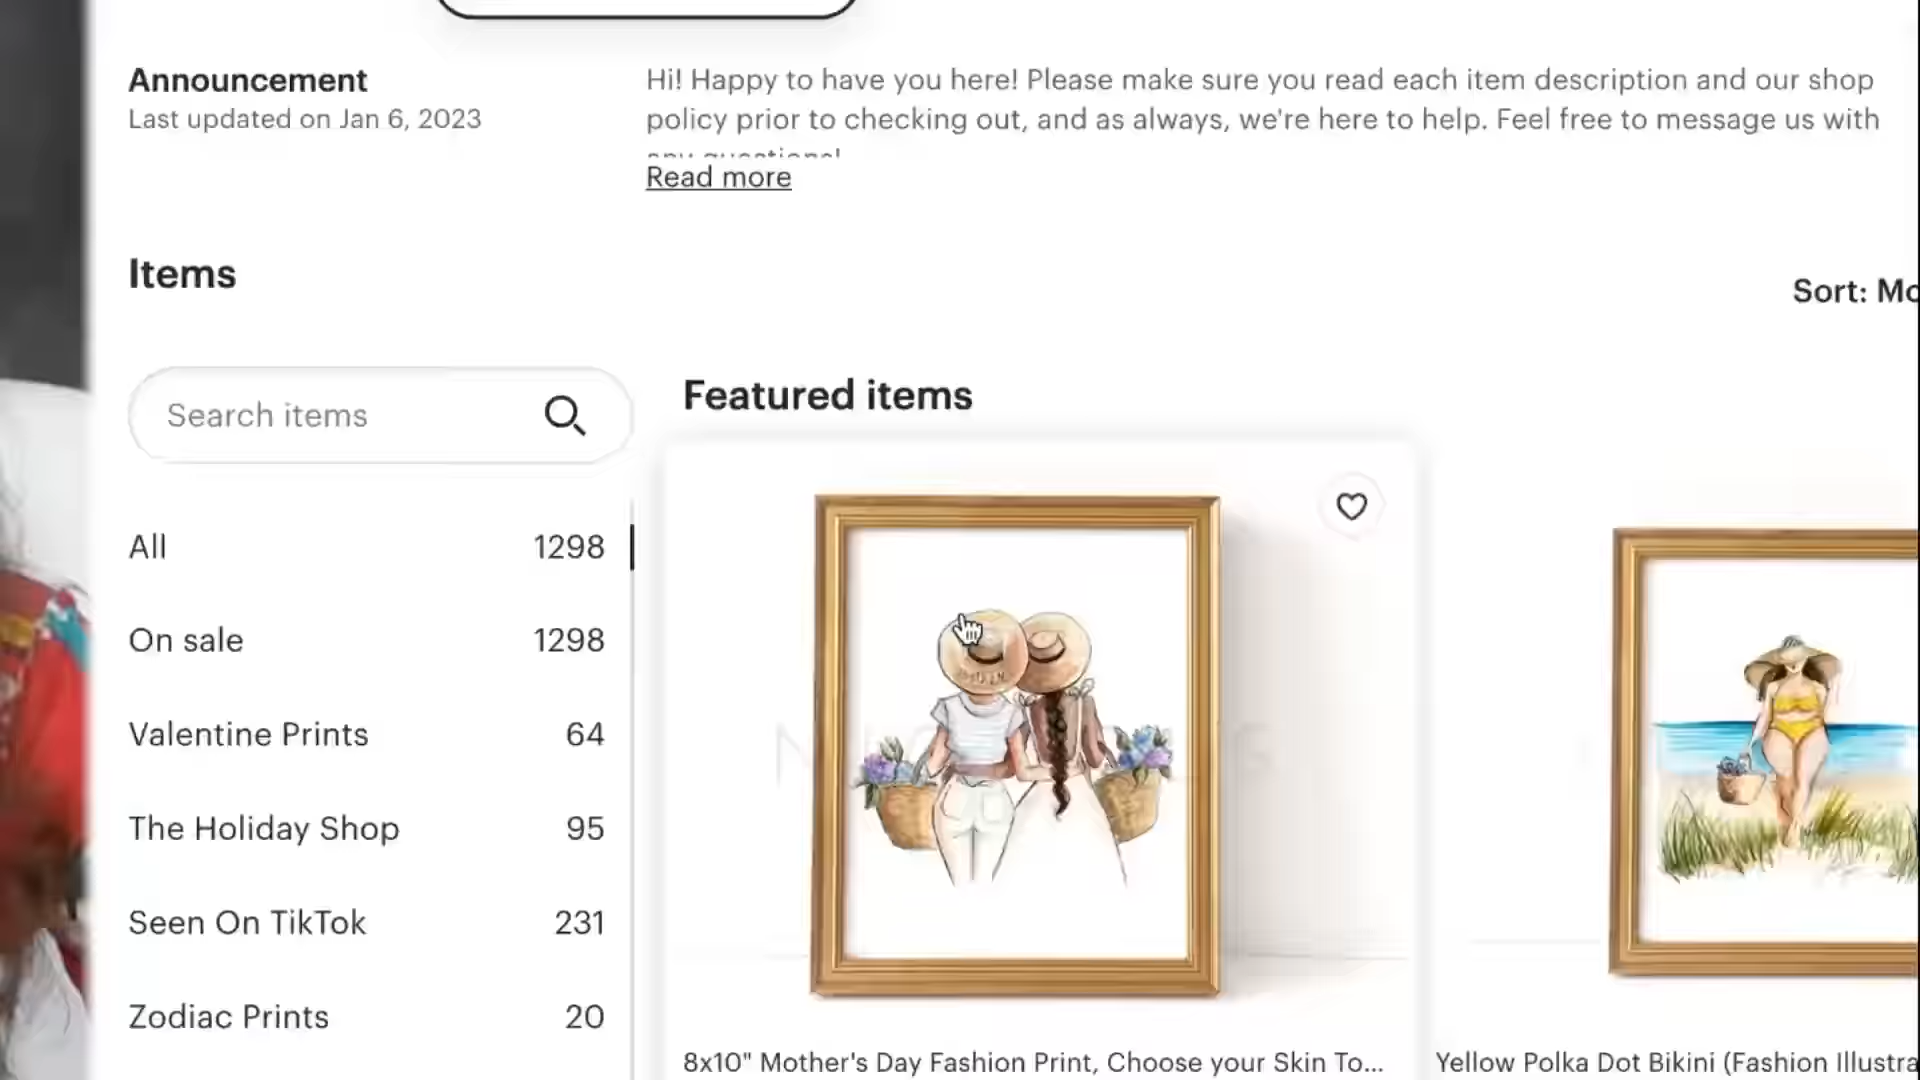 Announcement
Last updated on Jan 6, 2023
Hi! Happy to have you here! Please make sure you read each item description and our shop
policy prior to checking out, and as always, we're here to help. Feel free to message us with
any questions!
Read more
Items
Sort: Mo
Search items
Featured items
All 1298
On sale 1298
Valentine Prints 64
The Holiday Shop 95
Seen On TikTok 231
Zodiac Prints 20
8x10" Mother's Day Fashion Print, Choose your Skin To...
Yellow Polka Dot Bikini (Fashion Illustra